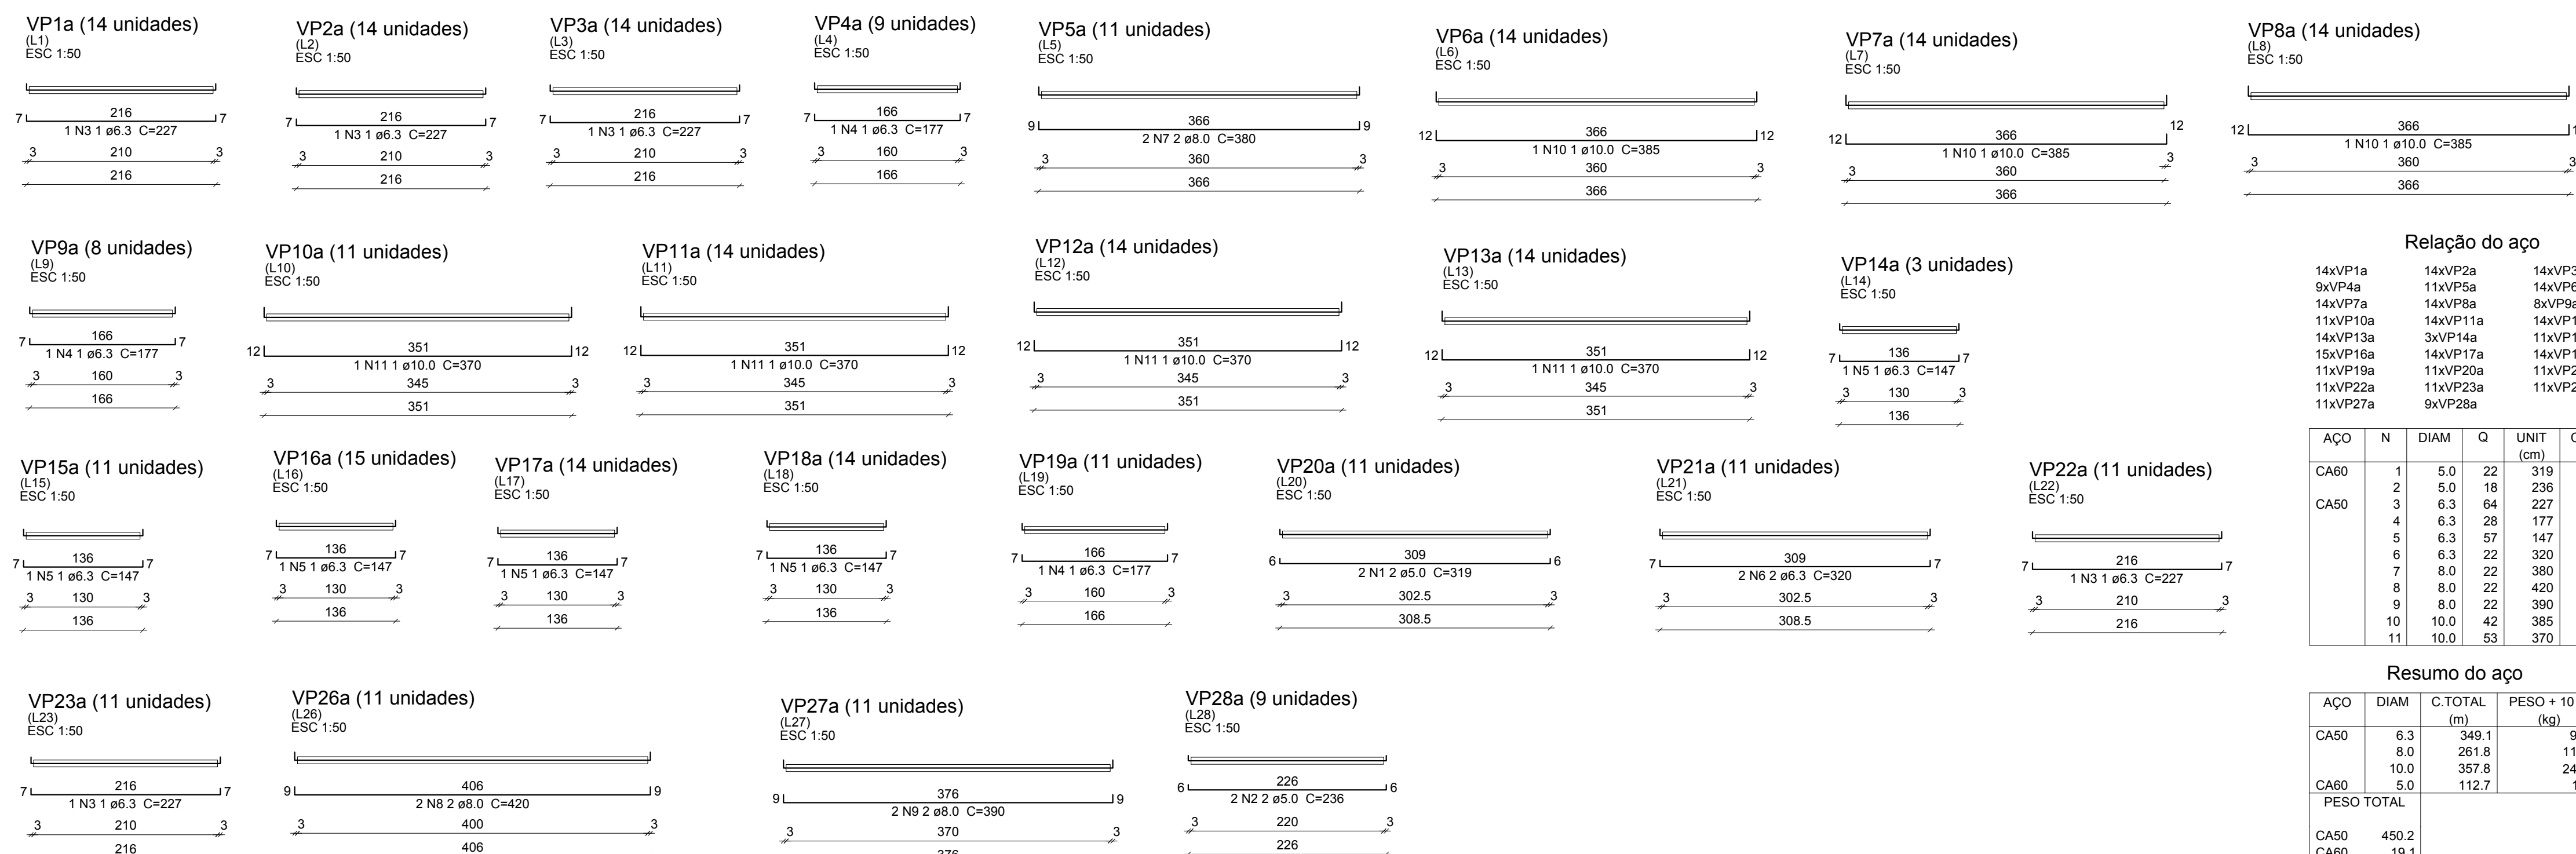 VP1a (14 unidades)
(L1)
ESC 1:50
216
7 7
1 N3 1 ø6.3 C=227
3 210 3
216
VP2a (14 unidades)
(L2)
ESC 1:50
216
7 7
1 N3 1 ø6.3 C=227
3 210 3
216
VP3a (14 unidades)
(L3)
ESC 1:50
216
7 7
1 N3 1 ø6.3 C=227
3 210 3
216
VP4a (9 unidades)
(L4)
ESC 1:50
166
7 7
1 N4 1 ø6.3 C=177
3 160 3
166
VP5a (11 unidades)
(L5)
ESC 1:50
366
9 9
2 N7 2 ø8.0 C=380
3 360 3
366
VP6a (14 unidades)
(L6)
ESC 1:50
366
12 12
1 N10 1 ø10.0 C=385
3 360 3
366
VP7a (14 unidades)
(L7)
ESC 1:50
12
366
12
1 N10 1 ø10.0 C=385
3
3 360
366
VP8a (14 unidades)
(L8)
ESC 1:50
366
12
1 N10 1 ø10.0 C=385
3 360 3
366
VP9a (8 unidades)
(L9)
ESC 1:50
166
7 7
1 N4 1 ø6.3 C=177
3 160 3
166
VP10a (11 unidades)
(L10)
ESC 1:50
351
12 12
1 N11 1 ø10.0 C=370
3 345 3
351
VP11a (14 unidades)
(L11)
ESC 1:50
351
12 12
1 N11 1 ø10.0 C=370
3 345 3
351
VP12a (14 unidades)
(L12)
ESC 1:50
351
12 12
1 N11 1 ø10.0 C=370
3 345 3
351
VP13a (14 unidades)
(L13)
ESC 1:50
351
12 12
1 N11 1 ø10.0 C=370
3 345 3
351
VP14a (3 unidades)
(L14)
ESC 1:50
136
7 7
1 N5 1 ø6.3 C=147
3 130 3
136
VP15a (11 unidades)
(L15)
ESC 1:50
136
7 7
1 N5 1 ø6.3 C=147
3 130 3
136
VP16a (15 unidades)
(L16)
ESC 1:50
136
7 7
1 N5 1 ø6.3 C=147
3 130 3
136
VP17a (14 unidades)
(L17)
ESC 1:50
136
7 7
1 N5 1 ø6.3 C=147
3 130 3
136
VP18a (14 unidades)
(L18)
ESC 1:50
136
7 7
1 N5 1 ø6.3 C=147
3 130 3
136
VP19a (11 unidades)
(L19)
ESC 1:50
166
7 7
1 N4 1 ø6.3 C=177
3 160 3
166
VP20a (11 unidades)
(L20)
ESC 1:50
309
6 6
2 N1 2 ø5.0 C=319
3 302.5 3
308.5
VP21a (11 unidades)
(L21)
ESC 1:50
309
7 7
2 N6 2 ø6.3 C=320
3 302.5 3
308.5
VP22a (11 unidades)
(L22)
ESC 1:50
216
7 7
1 N3 1 ø6.3 C=227
3 210 3
216
VP23a (11 unidades)
(L23)
ESC 1:50
216
7 7
1 N3 1 ø6.3 C=227
3 210 3
216
VP26a (11 unidades)
(L26)
ESC 1:50
406
9 9
2 N8 2 ø8.0 C=420
3 400 3
406
VP27a (11 unidades)
(L27)
ESC 1:50
376
9 9
2 N9 2 ø8.0 C=390
3 370 3
376
VP28a (9 unidades)
(L28)
ESC 1:50
226
6 6
2 N2 2 ø5.0 C=236
3 220 3
226
Relação do aço
14xVP1a 14xVP2a
9xVP4a 11xVP5a
14xVP7a 14xVP8a 8xVP9a
11xVP10a 14xVP11a
14xVP13a 3xVP14a
15xVP16a 14xVP17a
11xVP19a 11xVP20a
11xVP22a 11xVP23a
11xVP27a 9xVP28a
AÇO N DIAM Q UNIT
(cm)
CA60 1 5.0 22 319
2 5.0 18 236
CA50 3 6.3 64 227
4 6.3 28 177
5 6.3 57 147
6 6.3 22 320
7 8.0 22 380
8 8.0 22 420
9 8.0 22 390
10 10.0 42 385
11 10.0 53 370
Resumo do aço
AÇO DIAM C.TOTAL PESO + 10
(m) (kg)
CA50 6.3 349.1
8.0 261.8
10.0 357.8
CA60 5.0 112.7
PESO TOTAL
CA50 450.2
CA60 19.1